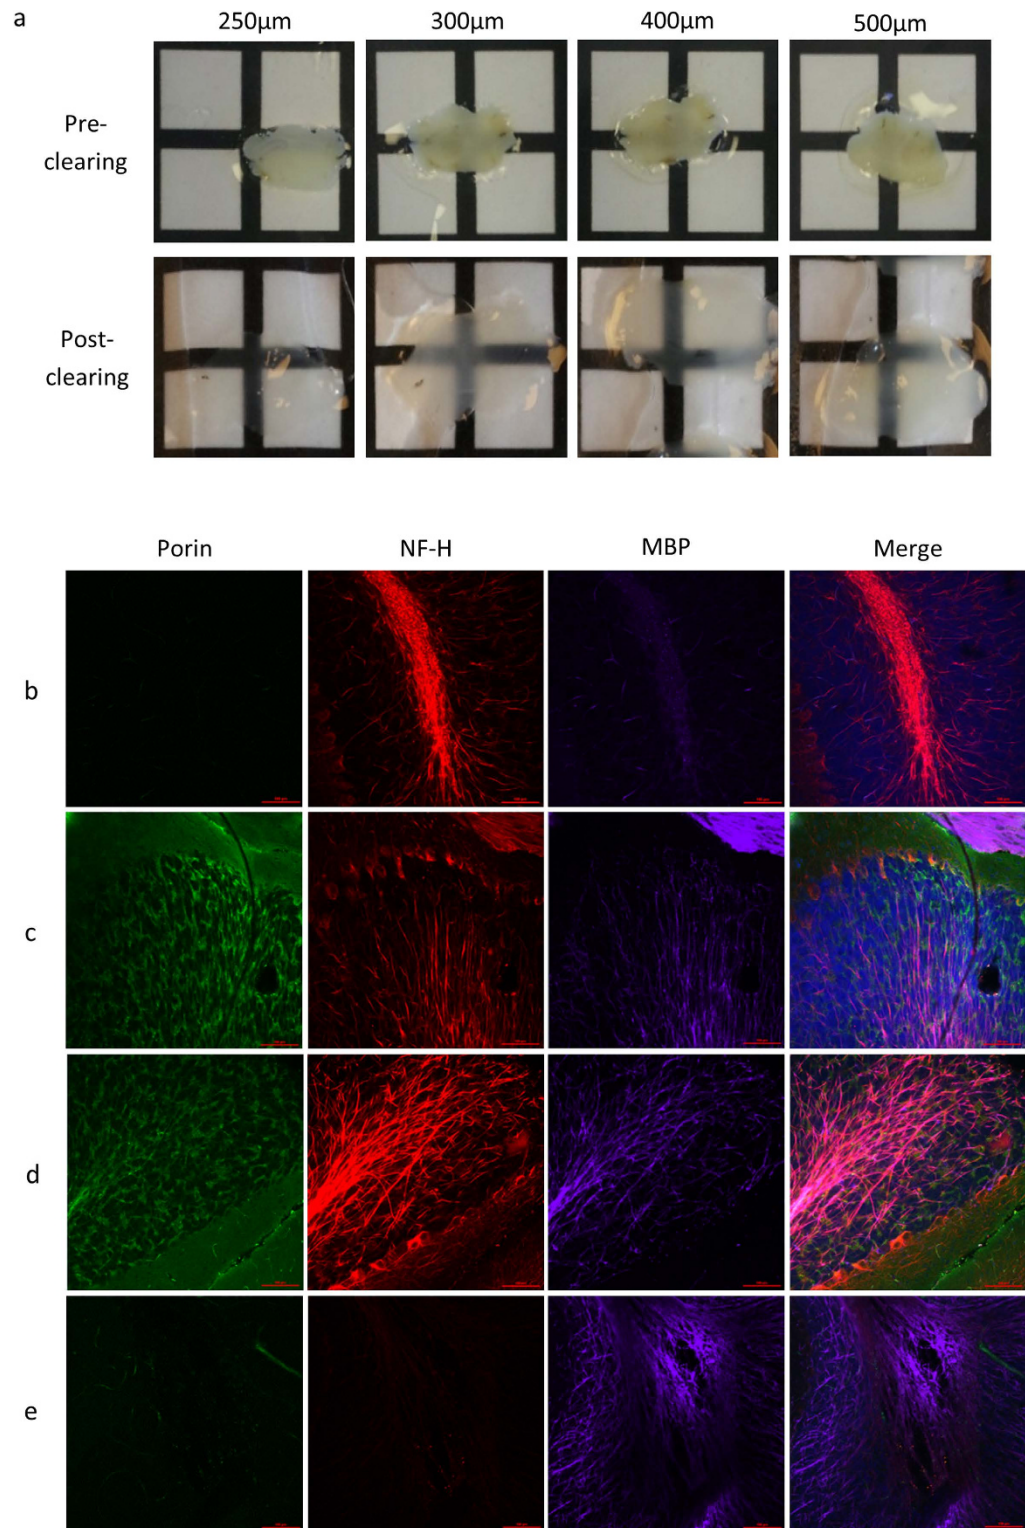 a
250µm 300µm 400µm 500µm
Pre-
clearing
Post-
clearing
Porin NF-H MBP Merge
b
c
d
e